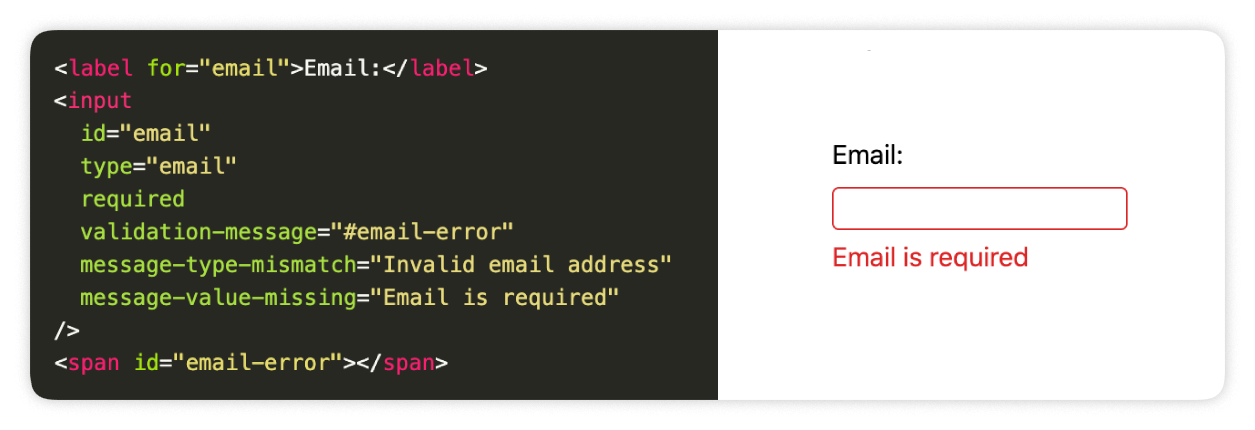 <label for="email">Email:</label>
<input
  id="email"
  type="email"
  required
  validation-message="#email-error"
  message-type-mismatch="Invalid email address"
  message-value-missing="Email is required"
/>
<span id="email-error"></span>
Email:
Email is required